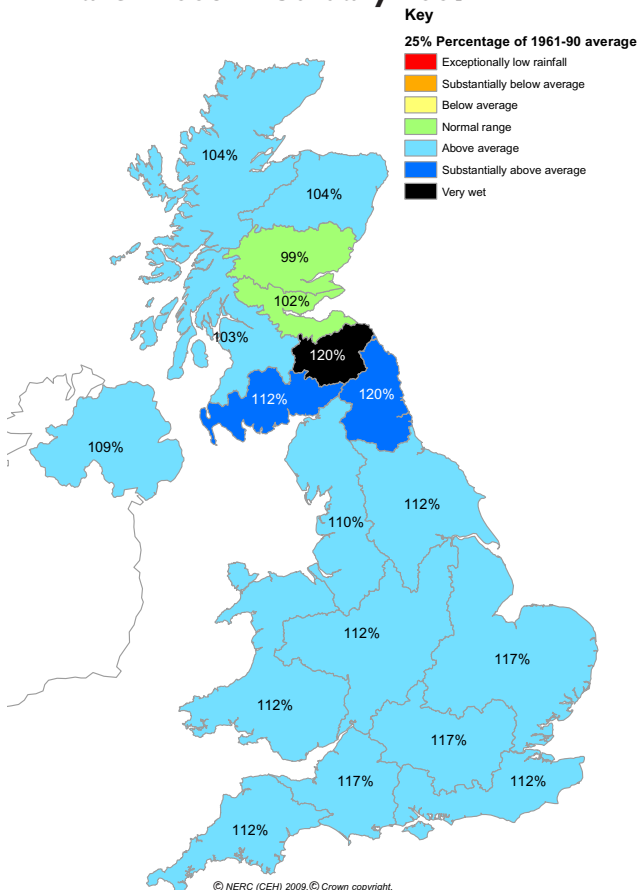 Key
25% Percentage of 1961-90 average
Exceptionally low rainfall
Substantially below average
Below average
Normal range
Above average
Substantially above average
Very wet
104%
104%
99%
102%
103%
120%
112%
120%
109%
112%
110%
112%
117%
112%
117%
117%
112%
112%
© NERC (CEH) 2009.© Crown copyright.